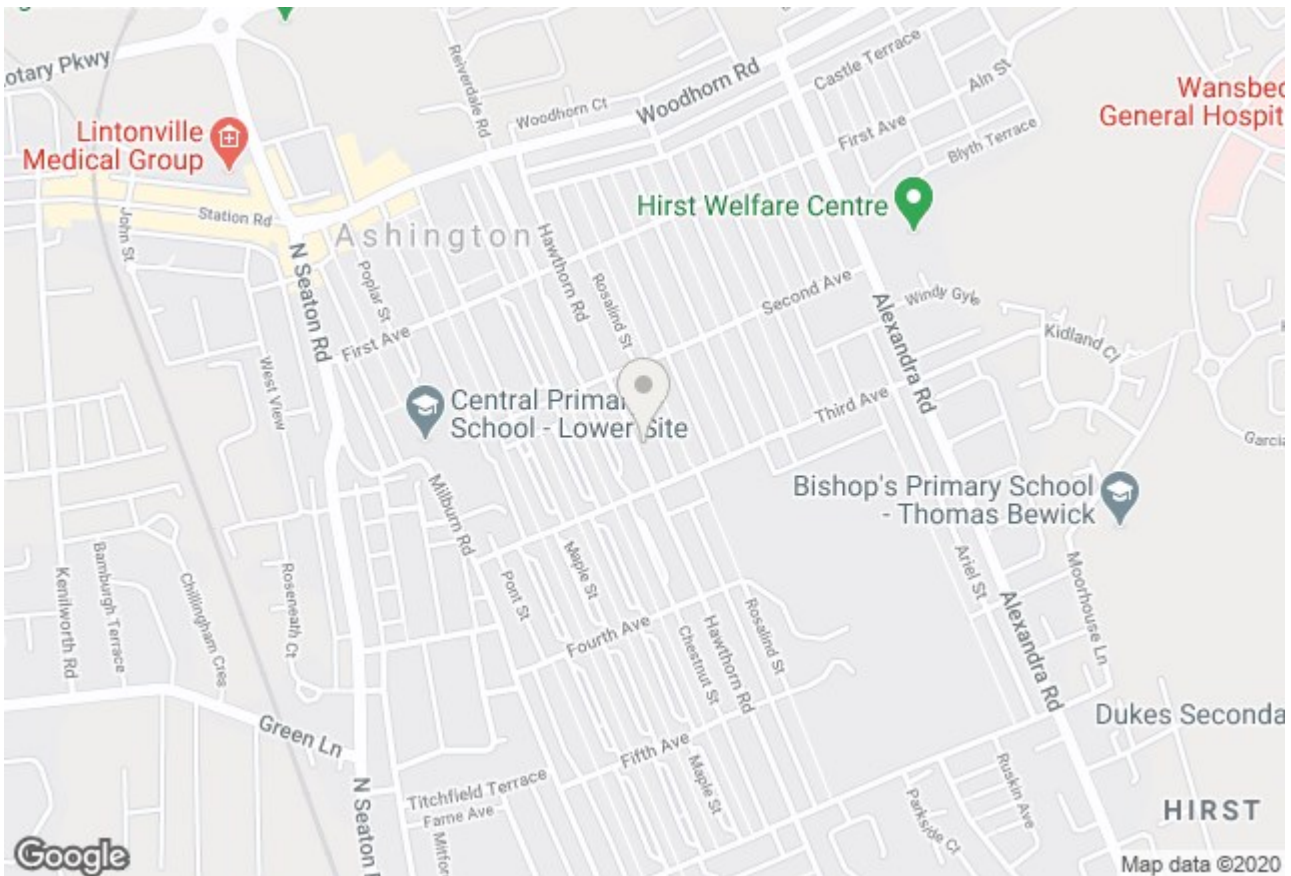 otary Pkwy
Reiverdale Rd
Woodhorn Ct
Woodhorn Rd
Castle Terrace
Aln St
Wansbec
General Hospit
Lintonville
Medical Group
First Ave
Blyth Terrace
Hirst Welfare Centre
John St
Station Rd
Ashington
Hawthorn Rd
Poplar St
N Seaton Rd
Rosalind St
Second Ave
Alexandra Rd
Windy Gyle
Kidland Cl
First Ave
West View
Central Primar
School - Lower Site
Third Ave
Garcia
Bishop's Primary School
- Thomas Bewick
Milburn Rd
Kenilworth Rd
Bamburgh Terrace
Chillingham Cres
Roseneath Ct
Pont St
Maple St
Ariel St
Moorhouse Ln
Alexandra Rd
Fourth Ave
Chestnut St
Hawthorn Rd
Rosalind St
Dukes Seconda
Green Ln
Fifth Ave
Maple St
Titchfield Terrace
Farne Ave
N Seaton
Milfor
Parkside Ct
Ruskin Ave
HIRST
Google
Map data ©2020